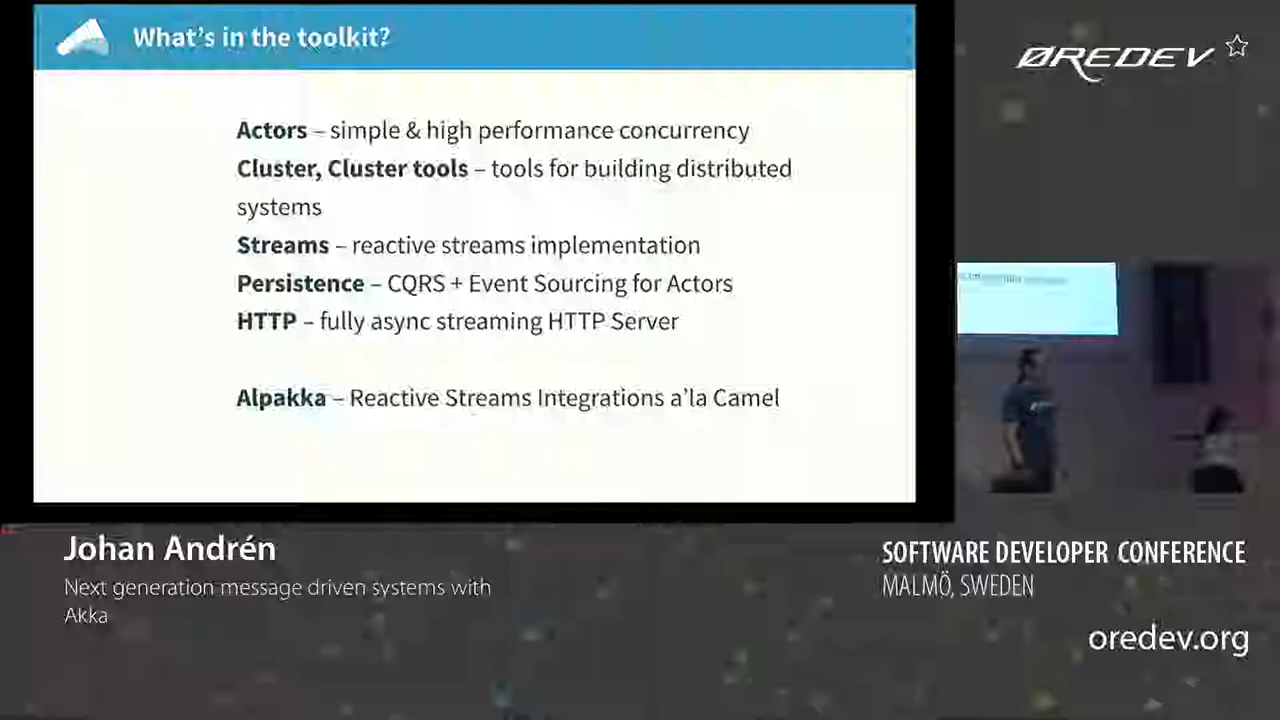 What's in the toolkit?
ØREDEV
Actors – simple & high performance concurrency
Cluster, Cluster tools – tools for building distributed
systems
Streams – reactive streams implementation
Persistence – CQRS + Event Sourcing for Actors
HTTP – fully async streaming HTTP Server
Alpakka – Reactive Streams Integrations a'la Camel
Johan Andrén
Next generation message driven systems with
Akka
SOFTWARE DEVELOPER CONFERENCE
MALMÖ, SWEDEN
oredev.org